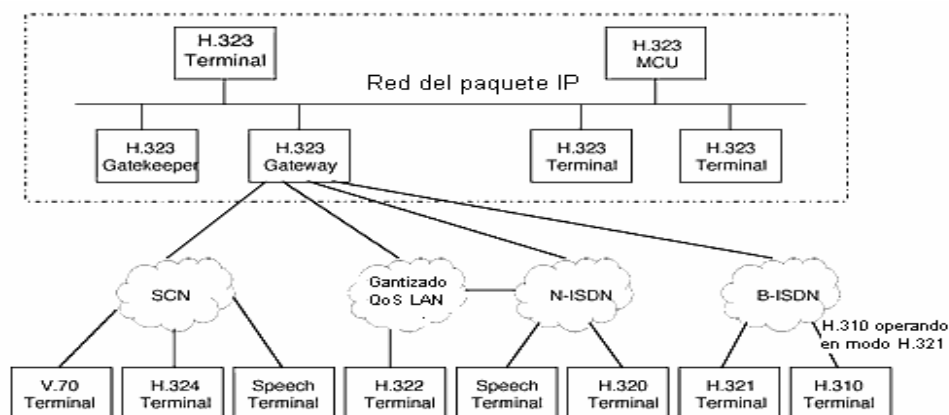 H.323
Terminal
H.323
MCU
Red del paquete IP
H.323
Gatekeeper
H.323
Gateway
H.323
Terminal
H.323
Terminal
SCN
Gantizado
QoS LAN
N-ISDN
B-ISDN
H.310 operando
en modo H.321
V.70
Terminal
H.324
Terminal
Speech
Terminal
H.322
Terminal
Speech
Terminal
H.320
Terminal
H.321
Terminal
H.310
Terminal